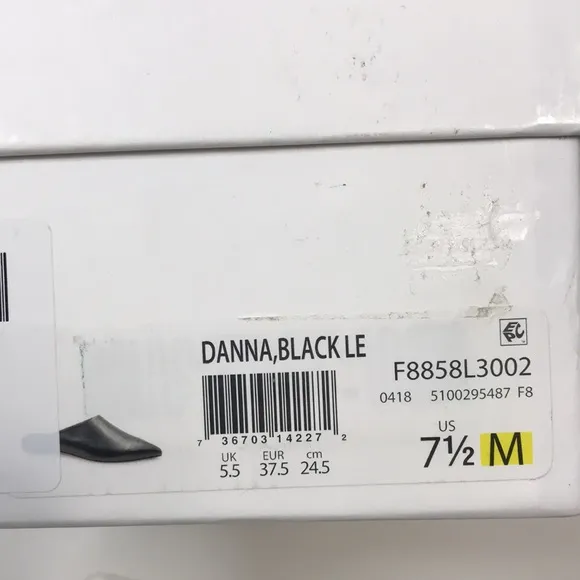 DANNA,BLACK LE
F8858L3002
0418 5100295487 F8
7 36703 14227 2
UK EUR cm
5.5 37.5 24.5
US
7½ M